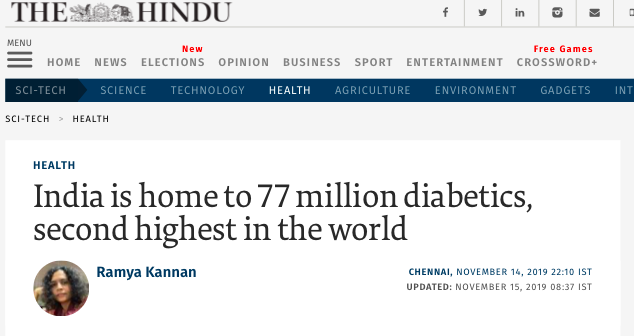 THE HINDU
MENU
New
Free Games
HOME NEWS ELECTIONS OPINION BUSINESS SPORT ENTERTAINMENT CROSSWORD+
SCI-TECH SCIENCE TECHNOLOGY HEALTH AGRICULTURE ENVIRONMENT GADGETS INT
SCI-TECH > HEALTH
HEALTH
India is home to 77 million diabetics,
second highest in the world
Ramya Kannan
CHENNAI, NOVEMBER 14, 2019 22:10 IST
UPDATED: NOVEMBER 15, 2019 08:37 IST